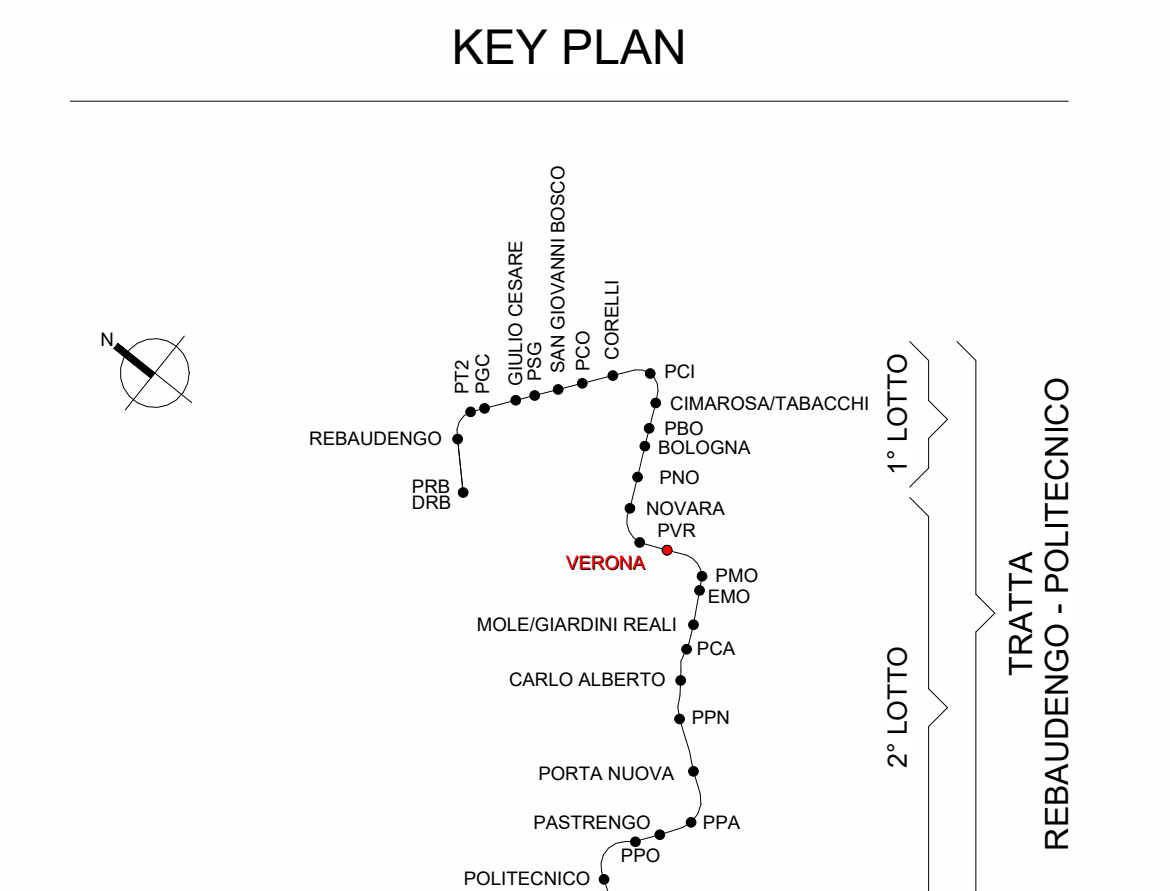 KEY PLAN
N
PT2
PGC
GIULIO CESARE
PSG
SAN GIOVANNI BOSCO
PCO
CORELLI
PCI
CIMAROSA/TABACCHI
PBO
BOLOGNA
REBAUDENGO
PNO
PRB
DRB
NOVARA
PVR
VERONA
PMO
EMO
MOLE/GIARDINI REALI
PCA
CARLO ALBERTO
PPN
PORTA NUOVA
PASTRENGO
PPA
PPO
POLITECNICO
1° LOTTO
2° LOTTO
TRATTA
REBAUDENGO - POLITECNICO